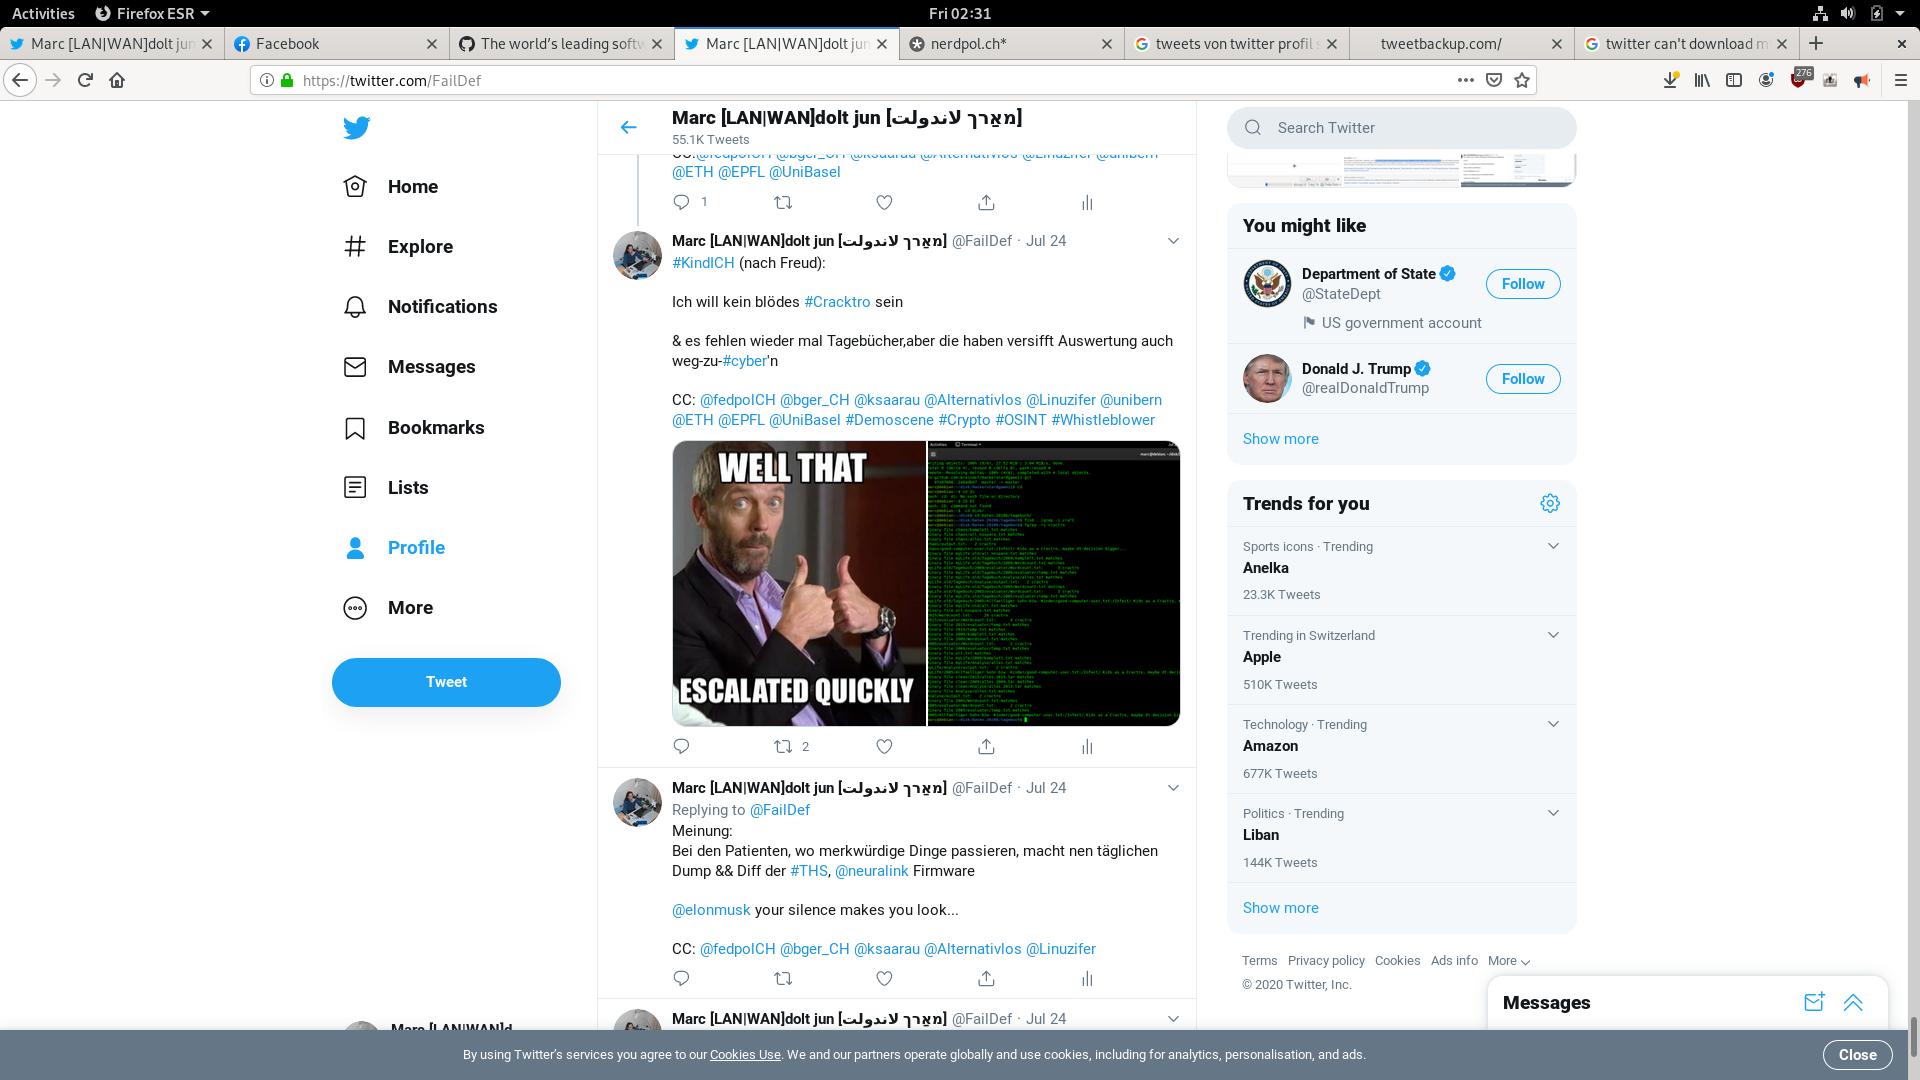 Activities
Firefox ESR
Fri 02:31
Marc [LAN|WAN]dolt jun
Facebook
The world's leading softw
Marc [LAN|WAN]dolt jun
nerdpol.ch*
tweets von twitter profil s
tweetbackup.com/
twitter can't download m
https://twitter.com/FailDef
276
Home
Explore
Notifications
Messages
Bookmarks
Lists
Profile
More
Tweet
Marc [LAN|WAN]d
Marc [LAN|WAN]dolt jun [מאַרך לאנדולת]
55.1K Tweets
CC:@fedpolCH @bger_CH @ksaarau @Alternativlos @Linuzifer @unibern
@ETH @EPFL @UniBasel
1
Marc [LAN|WAN]dolt jun [מאַרך לאנדולת] @FailDef · Jul 24
#KindICH (nach Freud):
Ich will kein blödes #Cracktro sein
& es fehlen wieder mal Tagebücher,aber die haben versifft Auswertung auch
weg-zu-#cyber'n
CC: @fedpolCH @bger_CH @ksaarau @Alternativlos @Linuzifer @unibern
@ETH @EPFL @UniBasel #Demoscene #Crypto #OSINT #Whistleblower
WELL THAT
ESCALATED QUICKLY
2
Marc [LAN|WAN]dolt jun [מאַרך לאנדולת] @FailDef · Jul 24
Replying to @FailDef
Meinung:
Bei den Patienten, wo merkwürdige Dinge passieren, macht nen täglichen
Dump && Diff der #THS, @neuralink Firmware
@elonmusk your silence makes you look...
CC: @fedpolCH @bger_CH @ksaarau @Alternativlos @Linuzifer
Marc [LAN|WAN]dolt jun [מאַרך לאנדולת] @FailDef · Jul 24
Search Twitter
You might like
Department of State
@StateDept
US government account
Follow
Donald J. Trump
@realDonaldTrump
Follow
Show more
Trends for you
Sports icons · Trending
Anelka
23.3K Tweets
Trending in Switzerland
Apple
510K Tweets
Technology · Trending
Amazon
677K Tweets
Politics · Trending
Liban
144K Tweets
Show more
Terms Privacy policy Cookies Ads info More
© 2020 Twitter, Inc.
Messages
By using Twitter's services you agree to our Cookies Use. We and our partners operate globally and use cookies, including for analytics, personalisation, and ads.
Close